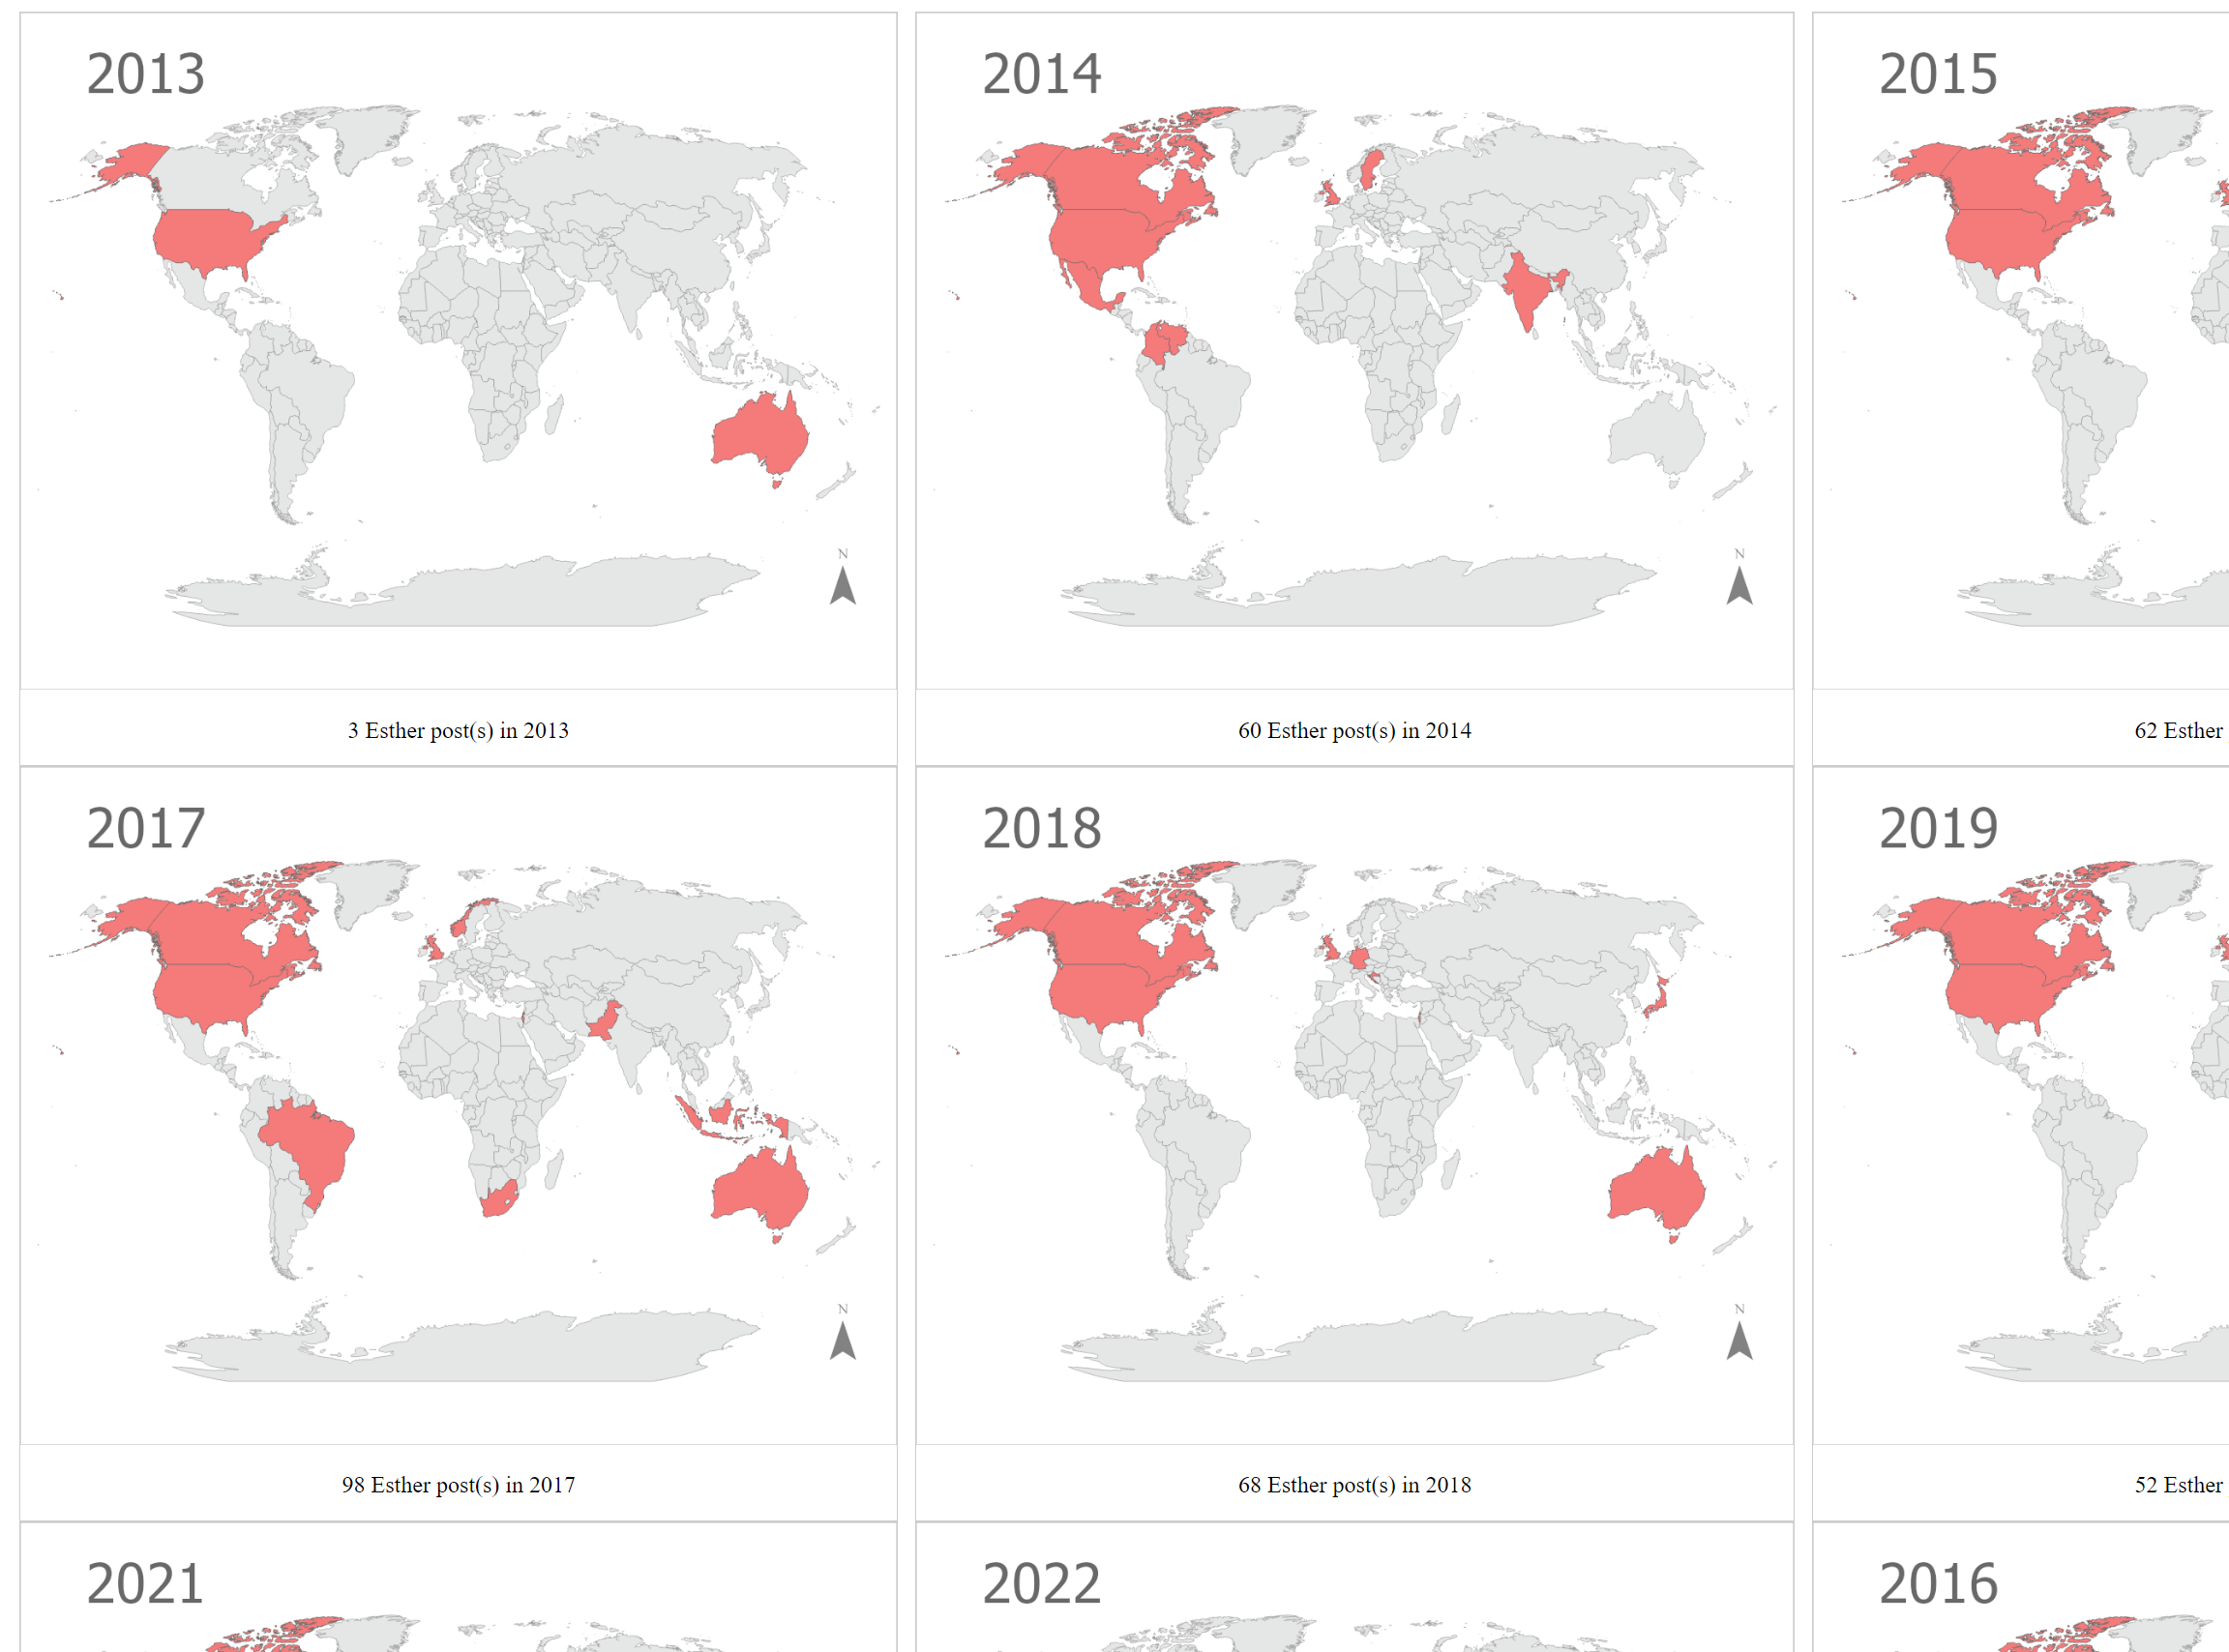 2013
2014
2015
N
N
3 Esther post(s) in 2013
60 Esther post(s) in 2014
62 Esther
2017
2018
2019
N
N
98 Esther post(s) in 2017
68 Esther post(s) in 2018
52 Esther
2021
2022
2016